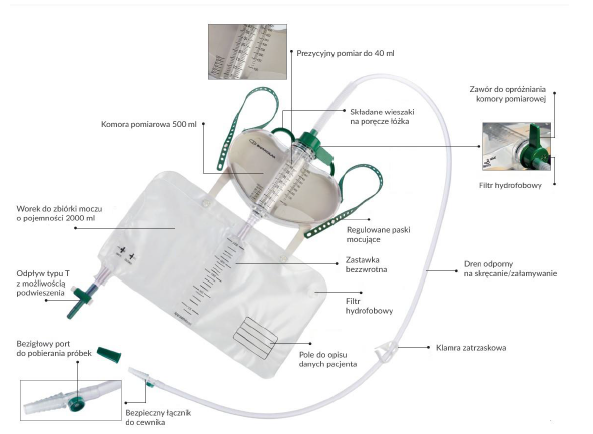 Prezycyjny pomiar do 40 ml
Zawór do opróżniania
komory pomiarowej
Składane wieszaki
na poręcze łóżka
Komora pomiarowa 500 ml
Filtr hydrofobowy
Worek do zbiórki moczu
o pojemności 2000 ml
Regulowane paski
mocujące
Zastawka
bezzwrotna
Dren odporny
na skręcanie/załamywanie
Odpływ typu T
z możliwością
podwieszenia
Filtr
hydrofobowy
Bezigłowy port
do pobierania próbek
Klamra zatrzaskowa
Pole do opisu
danych pacjenta
Bezpieczny łącznik
do cewnika